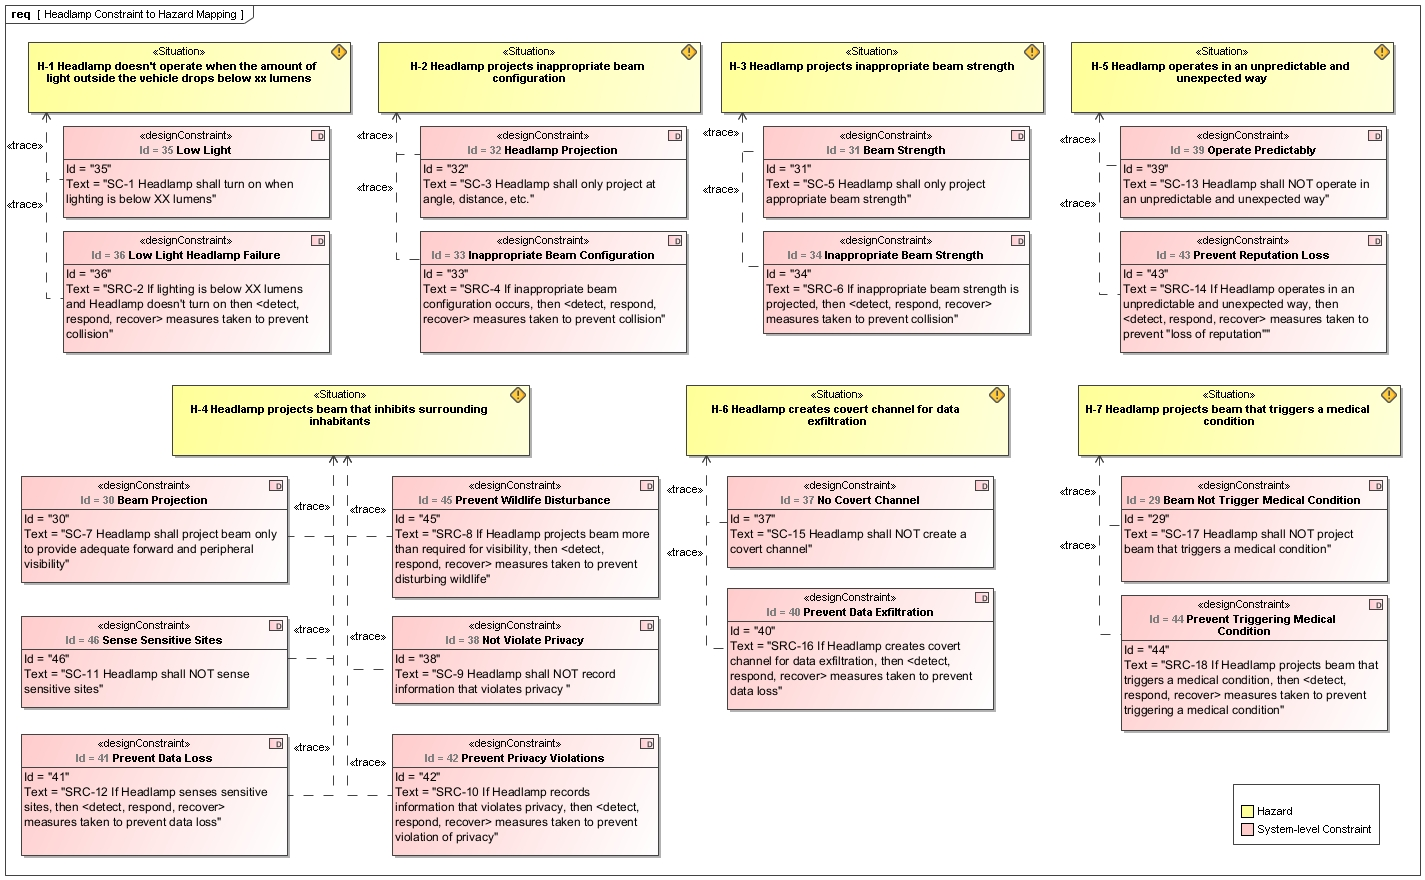 req [ Headlamp Constraint to Hazard Mapping ]
«Situation»
H-1 Headlamp doesn't operate when the amount of
light outside the vehicle drops below xx lumens
«trace»
«trace»
«designConstraint»
Id = 35 Low Light
Id = "35"
Text = "SC-1 Headlamp shall turn on when
lighting is below XX lumens"
«designConstraint»
Id = 36 Low Light Headlamp Failure
Id = "36"
Text = "SRC-2 If lighting is below XX lumens
and Headlamp doesn't turn on then <detect,
respond, recover> measures taken to prevent
collision"
«Situation»
H-2 Headlamp projects inappropriate beam
configuration
«trace»
«trace»
«designConstraint»
Id = 32 Headlamp Projection
Id = "32"
Text = "SC-3 Headlamp shall only project at
angle, distance, etc."
«designConstraint»
Id = 33 Inappropriate Beam Configuration
Id = "33"
Text = "SRC-4 If inappropriate beam
configuration occurs, then <detect, respond,
recover> measures taken to prevent collision"
«Situation»
H-3 Headlamp projects inappropriate beam strength
«trace»
«trace»
«designConstraint»
Id = 31 Beam Strength
Id = "31"
Text = "SC-5 Headlamp shall only project
appropriate beam strength"
«designConstraint»
Id = 34 Inappropriate Beam Strength
Id = "34"
Text = "SRC-6 If inappropriate beam strength is
projected, then <detect, respond, recover>
measures taken to prevent collision"
«Situation»
H-5 Headlamp operates in an unpredictable and
unexpected way
«trace»
«trace»
«designConstraint»
Id = 39 Operate Predictably
Id = "39"
Text = "SC-13 Headlamp shall NOT operate in
an unpredictable and unexpected way"
«designConstraint»
Id = 43 Prevent Reputation Loss
Id = "43"
Text = "SRC-14 If Headlamp operates in an
unpredictable and unexpected way, then
<detect, respond, recover> measures taken to
prevent "loss of reputation""
«Situation»
H-4 Headlamp projects beam that inhibits surrounding
inhabitants
«designConstraint»
Id = 30 Beam Projection
Id = "30"
Text = "SC-7 Headlamp shall project beam only
to provide adequate forward and peripheral
visibility"
«trace»
«trace»
«designConstraint»
Id = 45 Prevent Wildlife Disturbance
Id = "45"
Text = "SRC-8 If Headlamp projects beam more
than required for visibility, then <detect,
respond, recover> measures taken to prevent
disturbing wildlife"
«designConstraint»
Id = 46 Sense Sensitive Sites
Id = "46"
Text = "SC-11 Headlamp shall NOT sense
sensitive sites"
«trace»
«trace»
«designConstraint»
Id = 38 Not Violate Privacy
Id = "38"
Text = "SC-9 Headlamp shall NOT record
information that violates privacy "
«designConstraint»
Id = 41 Prevent Data Loss
Id = "41"
Text = "SRC-12 If Headlamp senses sensitive
sites, then <detect, respond, recover>
measures taken to prevent data loss"
«trace»
«trace»
«designConstraint»
Id = 42 Prevent Privacy Violations
Id = "42"
Text = "SRC-10 If Headlamp records
information that violates privacy, then <detect,
respond, recover> measures taken to prevent
violation of privacy"
«Situation»
H-6 Headlamp creates covert channel for data
exfiltration
«trace»
«trace»
«designConstraint»
Id = 37 No Covert Channel
Id = "37"
Text = "SC-15 Headlamp shall NOT create a
covert channel"
«designConstraint»
Id = 40 Prevent Data Exfiltration
Id = "40"
Text = "SRC-16 If Headlamp creates covert
channel for data exfiltration, then <detect,
respond, recover> measures taken to prevent
data loss"
«Situation»
H-7 Headlamp projects beam that triggers a medical
condition
«trace»
«trace»
«designConstraint»
Id = 29 Beam Not Trigger Medical Condition
Id = "29"
Text = "SC-17 Headlamp shall NOT project
beam that triggers a medical condition"
«designConstraint»
Id = 44 Prevent Triggering Medical
Condition
Id = "44"
Text = "SRC-18 If Headlamp projects beam that
triggers a medical condition, then <detect,
respond, recover> measures taken to prevent
triggering a medical condition"
Hazard
System-level Constraint